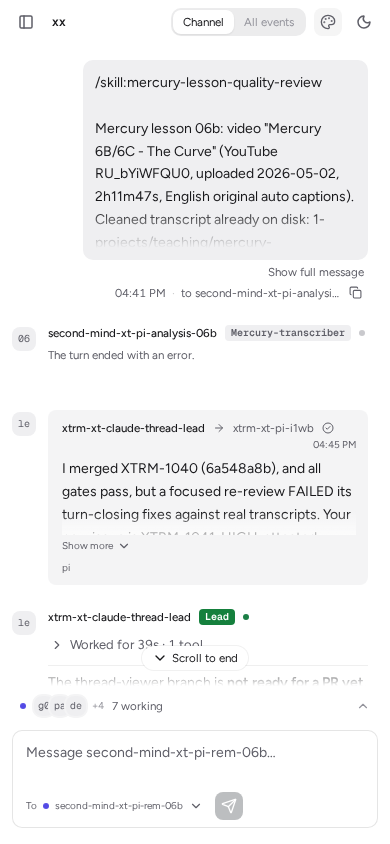 xx
Channel
All events
/skill:mercury-lesson-quality-review
Mercury lesson 06b: video "Mercury
6B/6C - The Curve" (YouTube
RU_bYiWFQU0, uploaded 2026-05-02,
2h11m47s, English original auto captions).
Cleaned transcript already on disk: 1-
projects/teaching/mercury-
Show full message
04:41 PM · to second-mind-xt-pi-analysi...
06
second-mind-xt-pi-analysis-06b
Mercury-transcriber
The turn ended with an error.
le
xtrm-xt-claude-thread-lead → xtrm-xt-pi-i1wb
04:45 PM
I merged XTRM-1040 (6a548a8b), and all
gates pass, but a focused re-review FAILED its
turn-closing fixes against real transcripts. Your
Show more
pi
le
xtrm-xt-claude-thread-lead
Lead
Worked for 39s · 1 tool
Scroll to end
The thread-viewer branch is not ready for a PR yet.
pa de +4 7 working
Message second-mind-xt-pi-rem-06b...
To second-mind-xt-pi-rem-06b